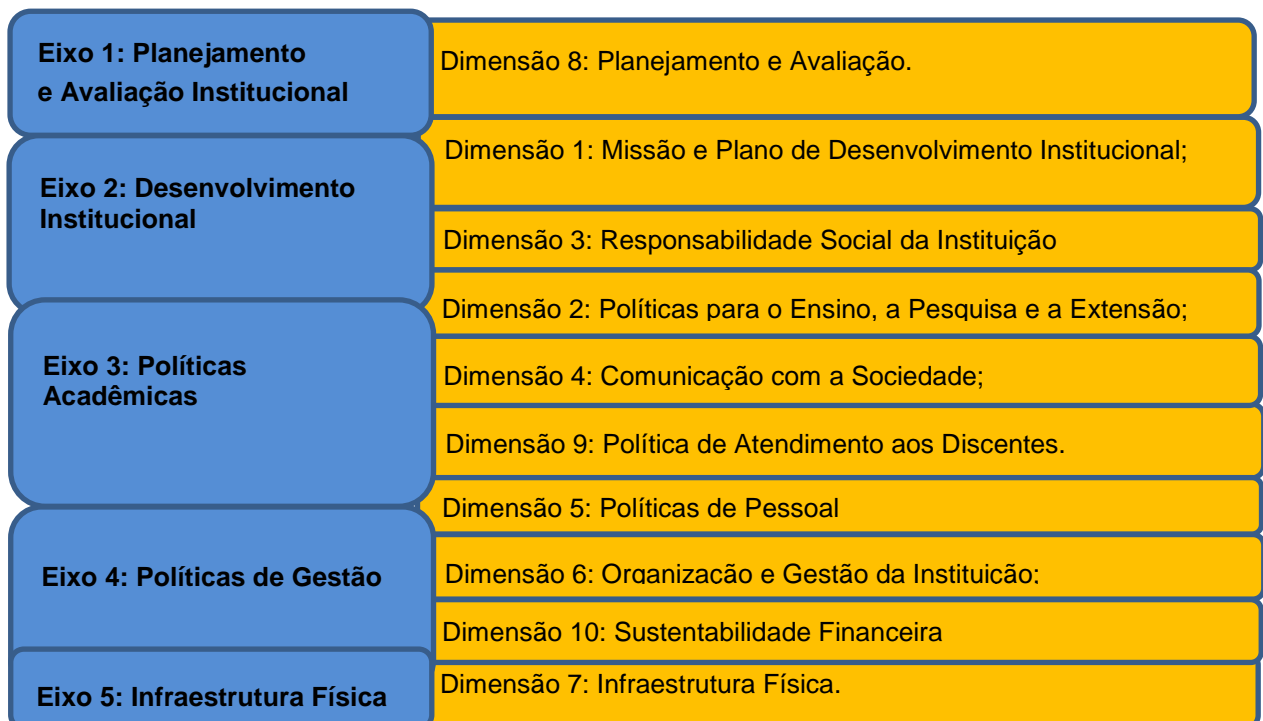 Eixo 1: Planejamento
e Avaliação Institucional
Dimensão 8: Planejamento e Avaliação.
Eixo 2: Desenvolvimento
Institucional
Dimensão 1: Missão e Plano de Desenvolvimento Institucional;
Dimensão 3: Responsabilidade Social da Instituição
Eixo 3: Políticas
Acadêmicas
Dimensão 2: Políticas para o Ensino, a Pesquisa e a Extensão;
Dimensão 4: Comunicação com a Sociedade;
Dimensão 9: Política de Atendimento aos Discentes.
Eixo 4: Políticas de Gestão
Dimensão 5: Políticas de Pessoal
Dimensão 6: Organização e Gestão da Instituição;
Dimensão 10: Sustentabilidade Financeira
Eixo 5: Infraestrutura Física
Dimensão 7: Infraestrutura Física.